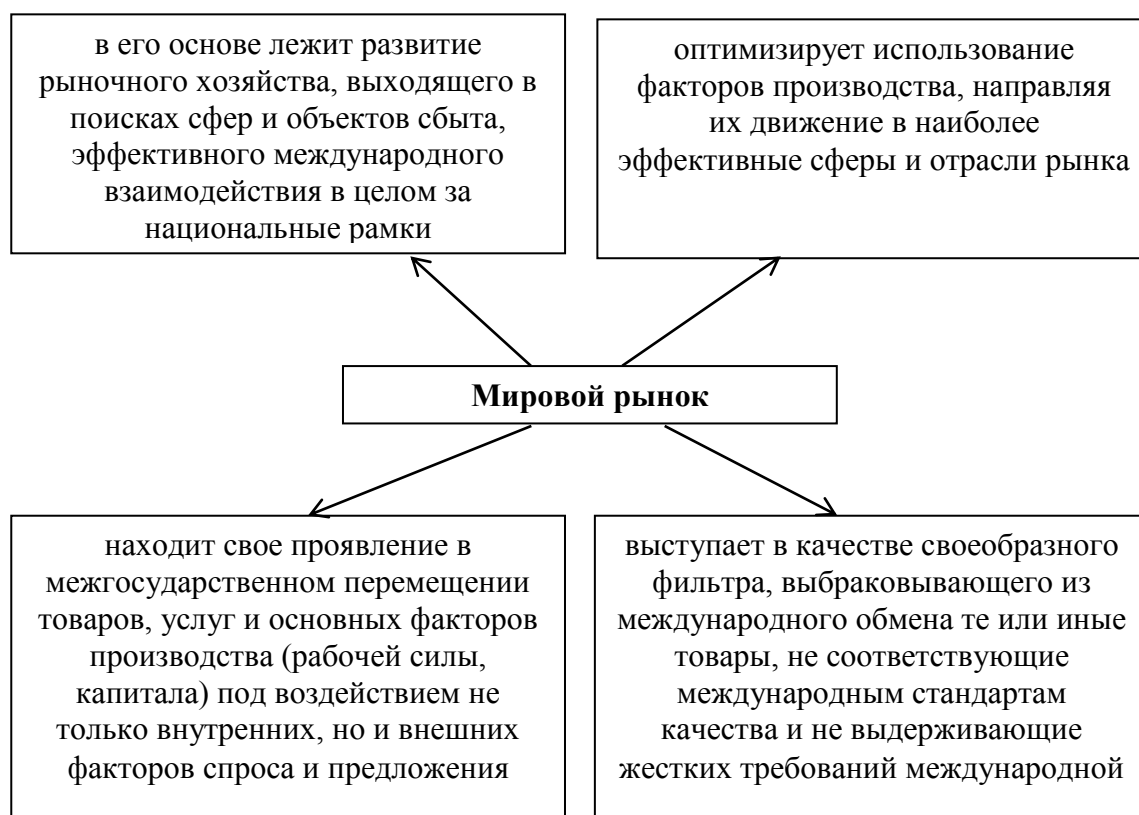 в его основе лежит развитие
рыночного хозяйства, выходящего в
поисках сфер и объектов сбыта,
эффективного международного
взаимодействия в целом за
национальные рамки
оптимизирует использование
факторов производства, направляя
их движение в наиболее
эффективные сферы и отрасли рынка
Мировой рынок
находит свое проявление в
межгосударственном перемещении
товаров, услуг и основных факторов
производства (рабочей силы,
капитала) под воздействием не
только внутренних, но и внешних
факторов спроса и предложения
выступает в качестве своеобразного
фильтра, выбраковывающего из
международного обмена те или иные
товары, не соответствующие
международным стандартам
качества и не выдерживающие
жестких требований международной